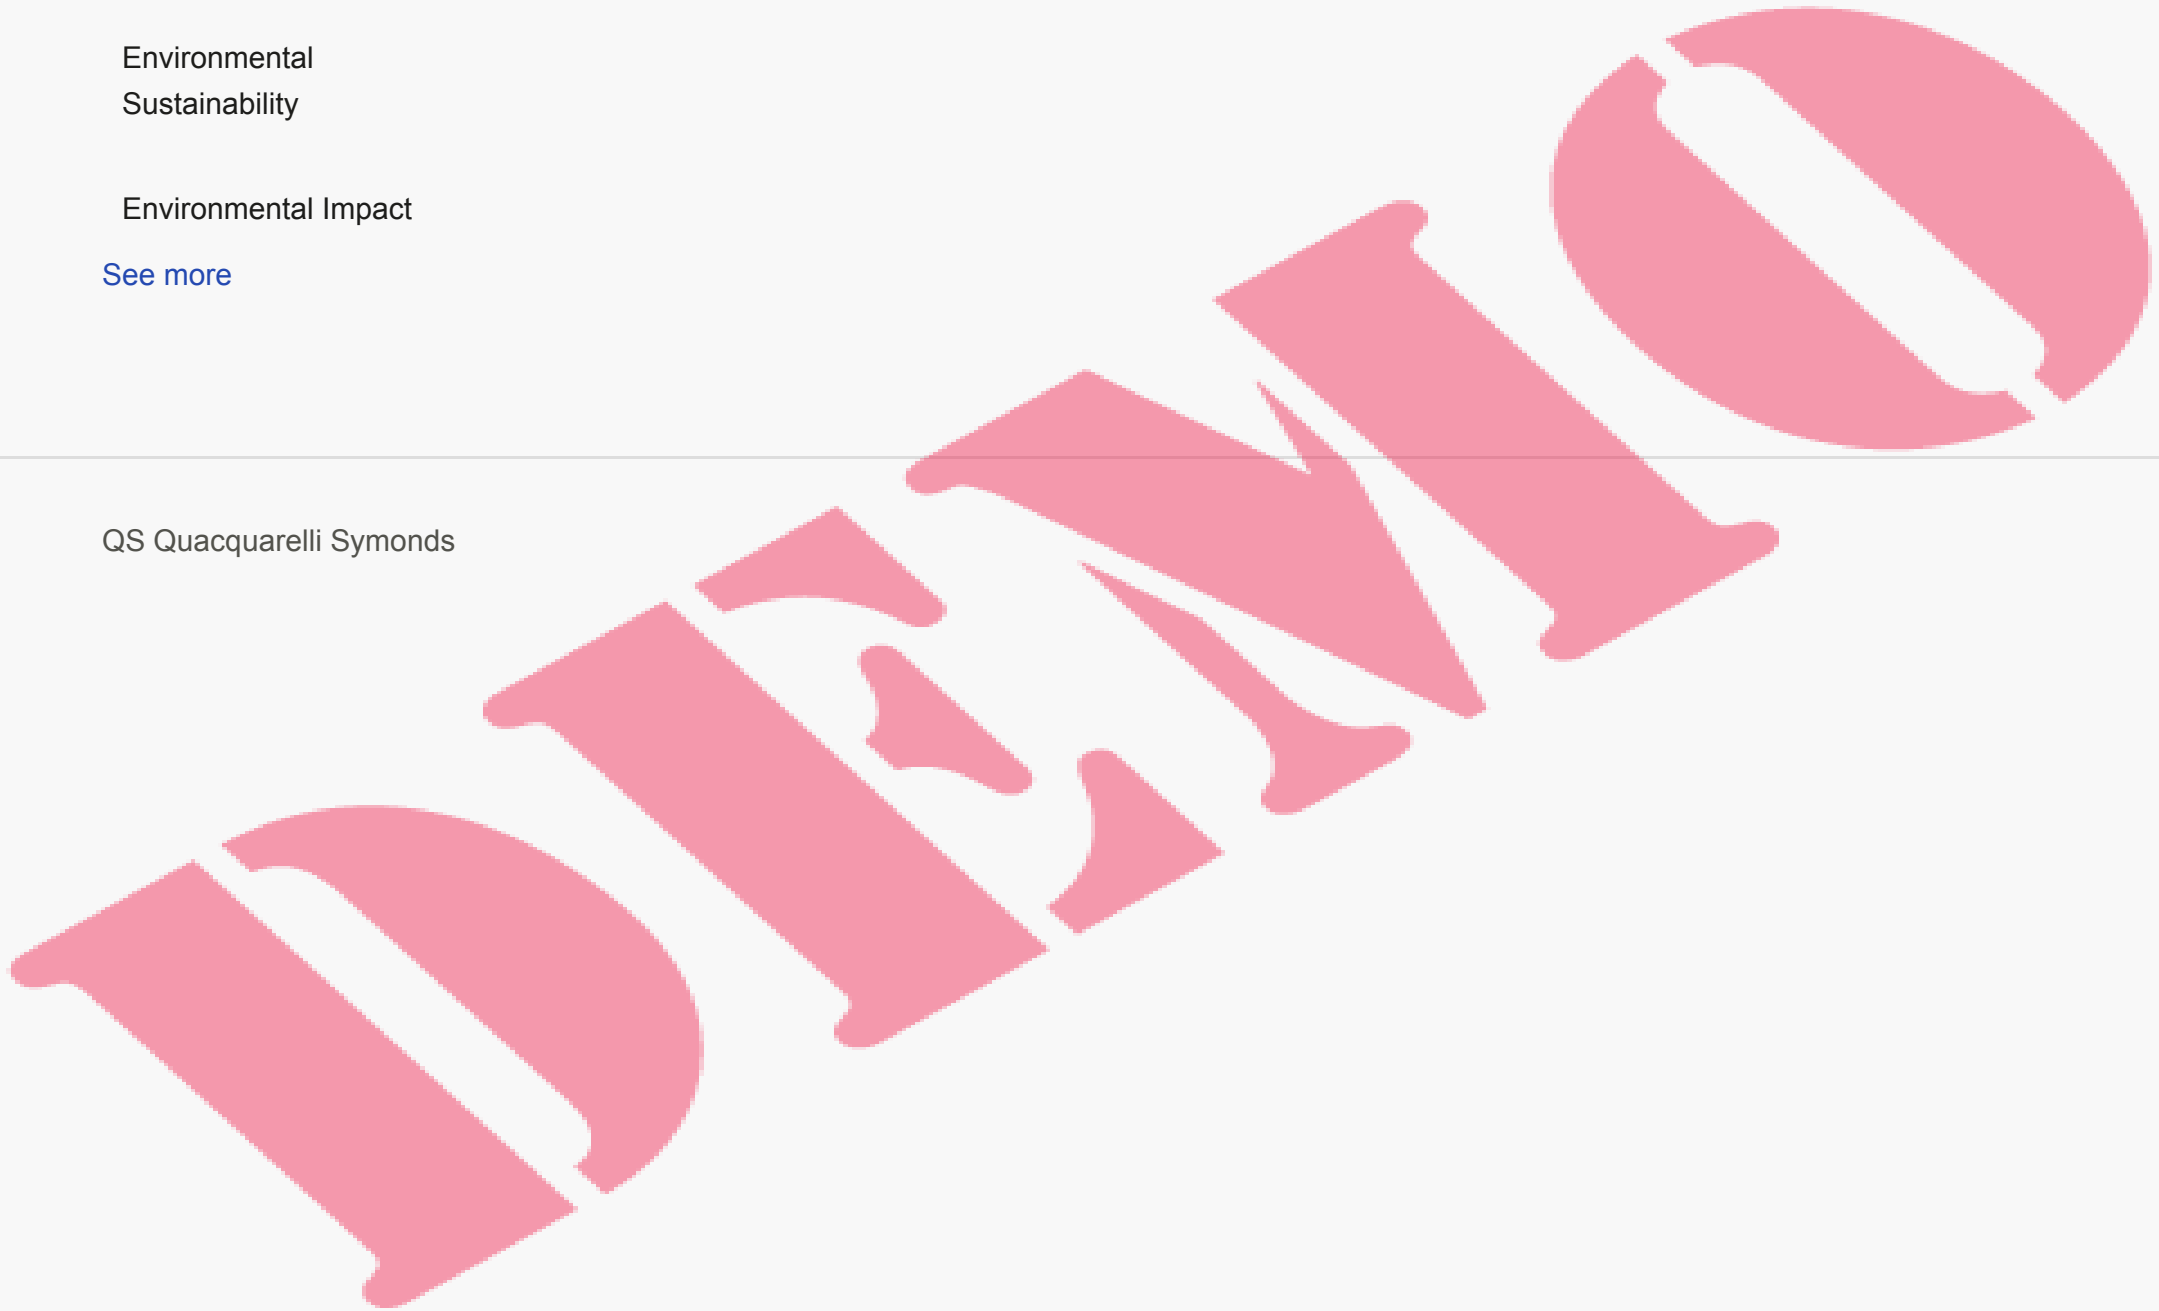 Environmental
Sustainability
Environmental Impact
See more
QS Quacquarelli Symonds
DEMO